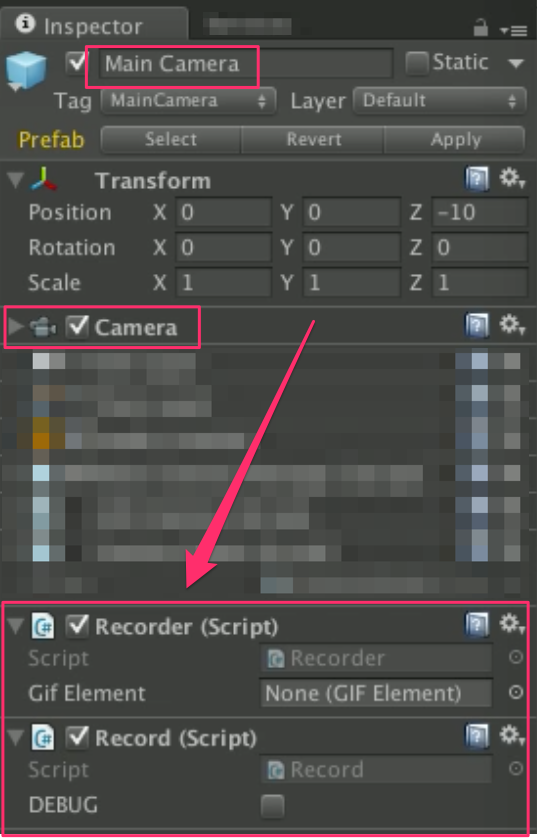 Inspector
Main Camera
Static
Tag MainCamera Layer Default
Prefab Select Revert Apply
Transform
Position X 0 Y 0 Z -10
Rotation X 0 Y 0 Z 0
Scale X 1 Y 1 Z 1
Camera
Recorder (Script)
Script Recorder
Gif Element None (GIF Element)
Record (Script)
Script Record
DEBUG